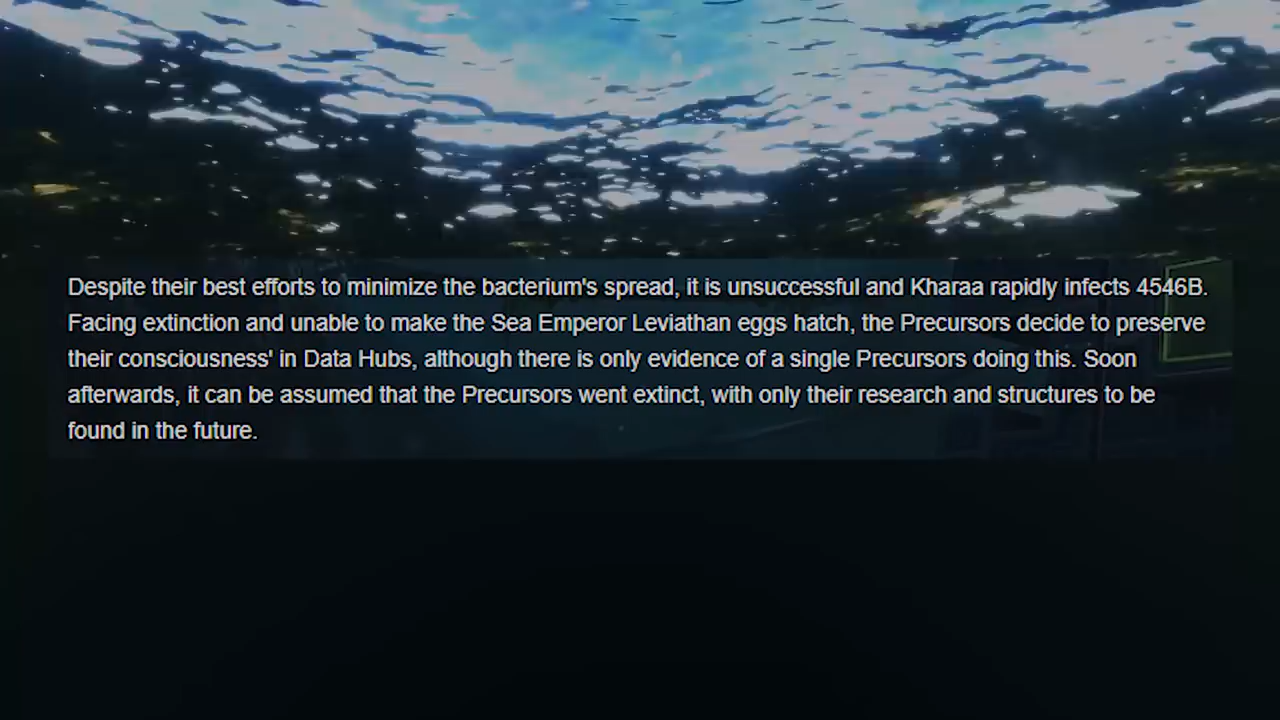 Despite their best efforts to minimize the bacterium's spread, it is unsuccessful and Kharaa rapidly infects 4546B.
Facing extinction and unable to make the Sea Emperor Leviathan eggs hatch, the Precursors decide to preserve
their consciousness' in Data Hubs, although there is only evidence of a single Precursors doing this. Soon
afterwards, it can be assumed that the Precursors went extinct, with only their research and structures to be
found in the future.